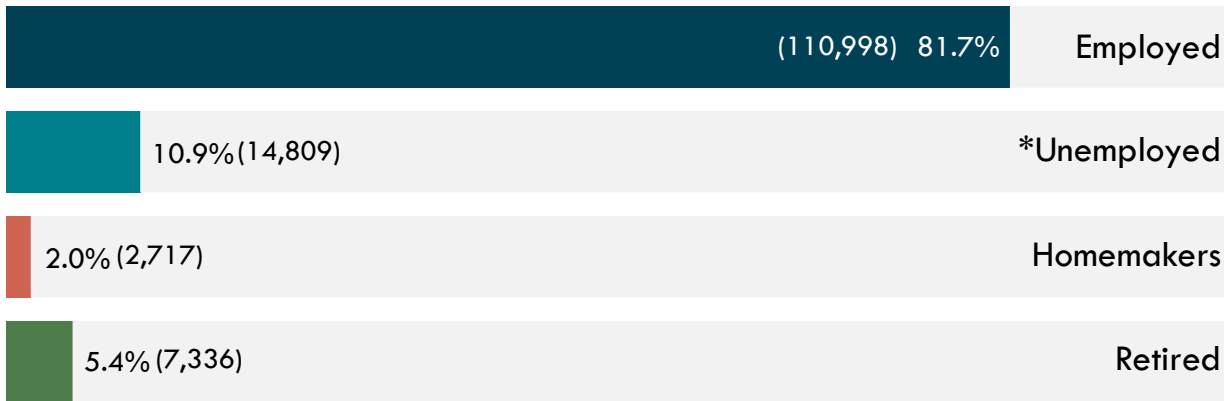 (110,998) 81.7% Employed
10.9% (14,809) *Unemployed
2.0% (2,717) Homemakers
5.4% (7,336) Retired